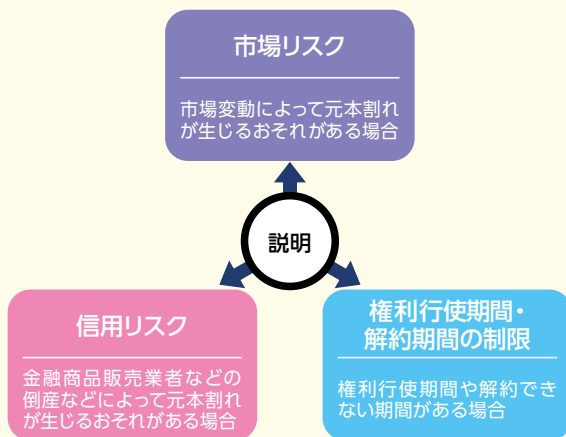 市場リスク
市場変動によって元本割れ
が生じるおそれがある場合
説明
信用リスク
金融商品販売業者などの
倒産などによって元本割れ
が生じるおそれがある場合
権利行使期間・
解約期間の制限
権利行使期間や解約でき
ない期間がある場合